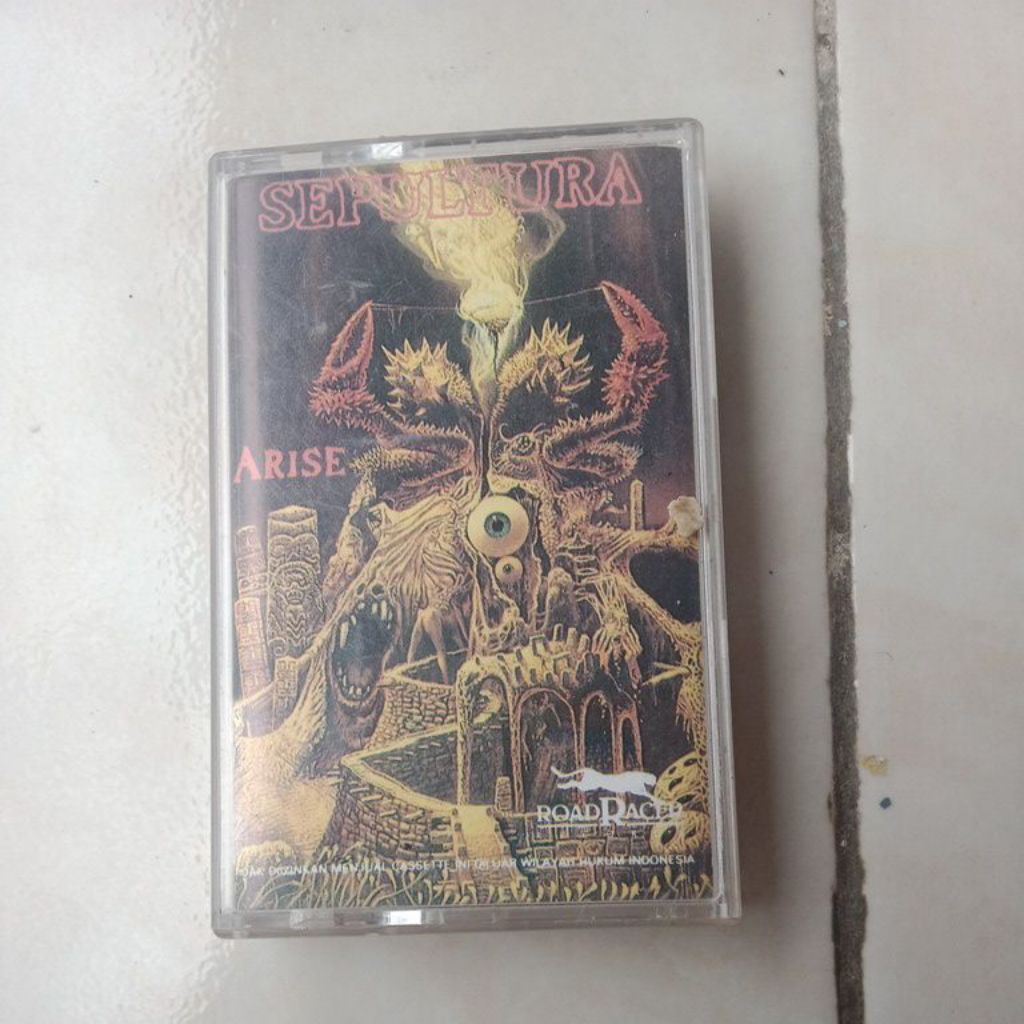 SEPULTURA
ARISE
ROADRACER
DIIZINKAN MENJUAL CASSETTE INI DI LUAR WILAYAH HUKUM INDONESIA